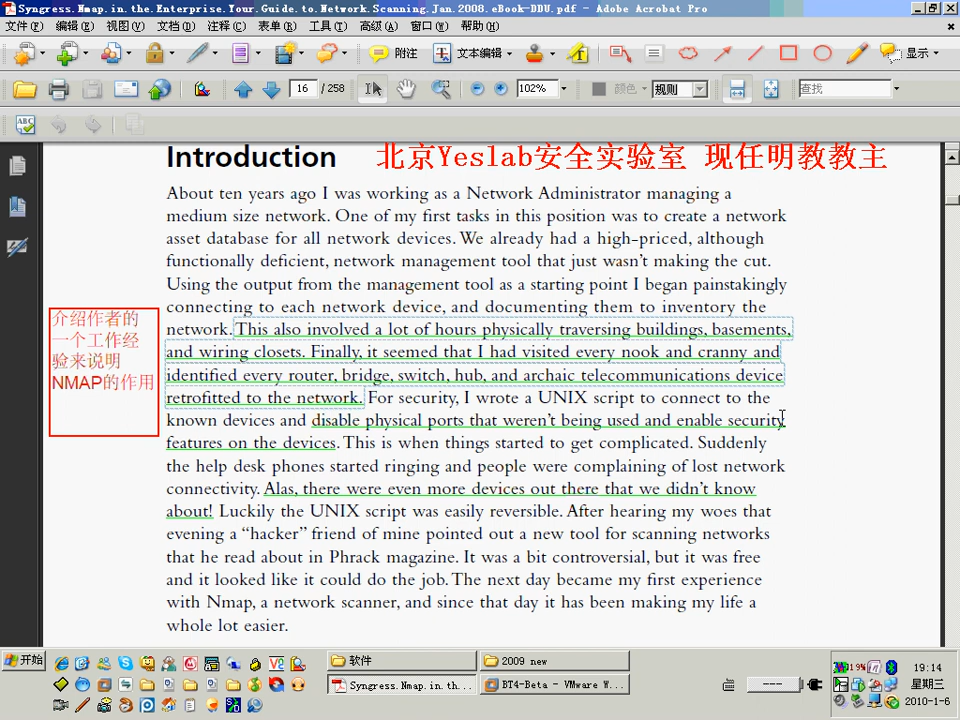 Syngress.Nmap.in.the.Enterprise.Your.Guide.to.Network.Scanning.Jan.2008.eBook-DDU.pdf - Adobe Acrobat Pro
文件(F) 编辑(E) 视图(V) 文档(D) 注释(C) 表单(R) 工具(T) 高级(A) 窗口(W) 帮助(H)
附注 文本编辑 显示
16 / 258 102% 颜色 规则 查找
Introduction 北京Yeslab安全实验室 现任明教教主
About ten years ago I was working as a Network Administrator managing a
medium size network. One of my first tasks in this position was to create a network
asset database for all network devices. We already had a high-priced, although
functionally deficient, network management tool that just wasn't making the cut.
Using the output from the management tool as a starting point I began painstakingly
connecting to each network device, and documenting them to inventory the
network. This also involved a lot of hours physically traversing buildings, basements,
and wiring closets. Finally, it seemed that I had visited every nook and cranny and
identified every router, bridge, switch, hub, and archaic telecommunications device
retrofitted to the network. For security, I wrote a UNIX script to connect to the
known devices and disable physical ports that weren't being used and enable security
features on the devices. This is when things started to get complicated. Suddenly
the help desk phones started ringing and people were complaining of lost network
connectivity. Alas, there were even more devices out there that we didn't know
about! Luckily the UNIX script was easily reversible. After hearing my woes that
evening a “hacker” friend of mine pointed out a new tool for scanning networks
that he read about in Phrack magazine. It was a bit controversial, but it was free
and it looked like it could do the job. The next day became my first experience
with Nmap, a network scanner, and since that day it has been making my life a
whole lot easier.
介绍作者的
一个工作经
验来说明
NMAP的作用
开始 软件 2009 new
Syngress.Nmap.in.th... BT4-Beta - VMware W...
19% 19:14
星期三
2010-1-6